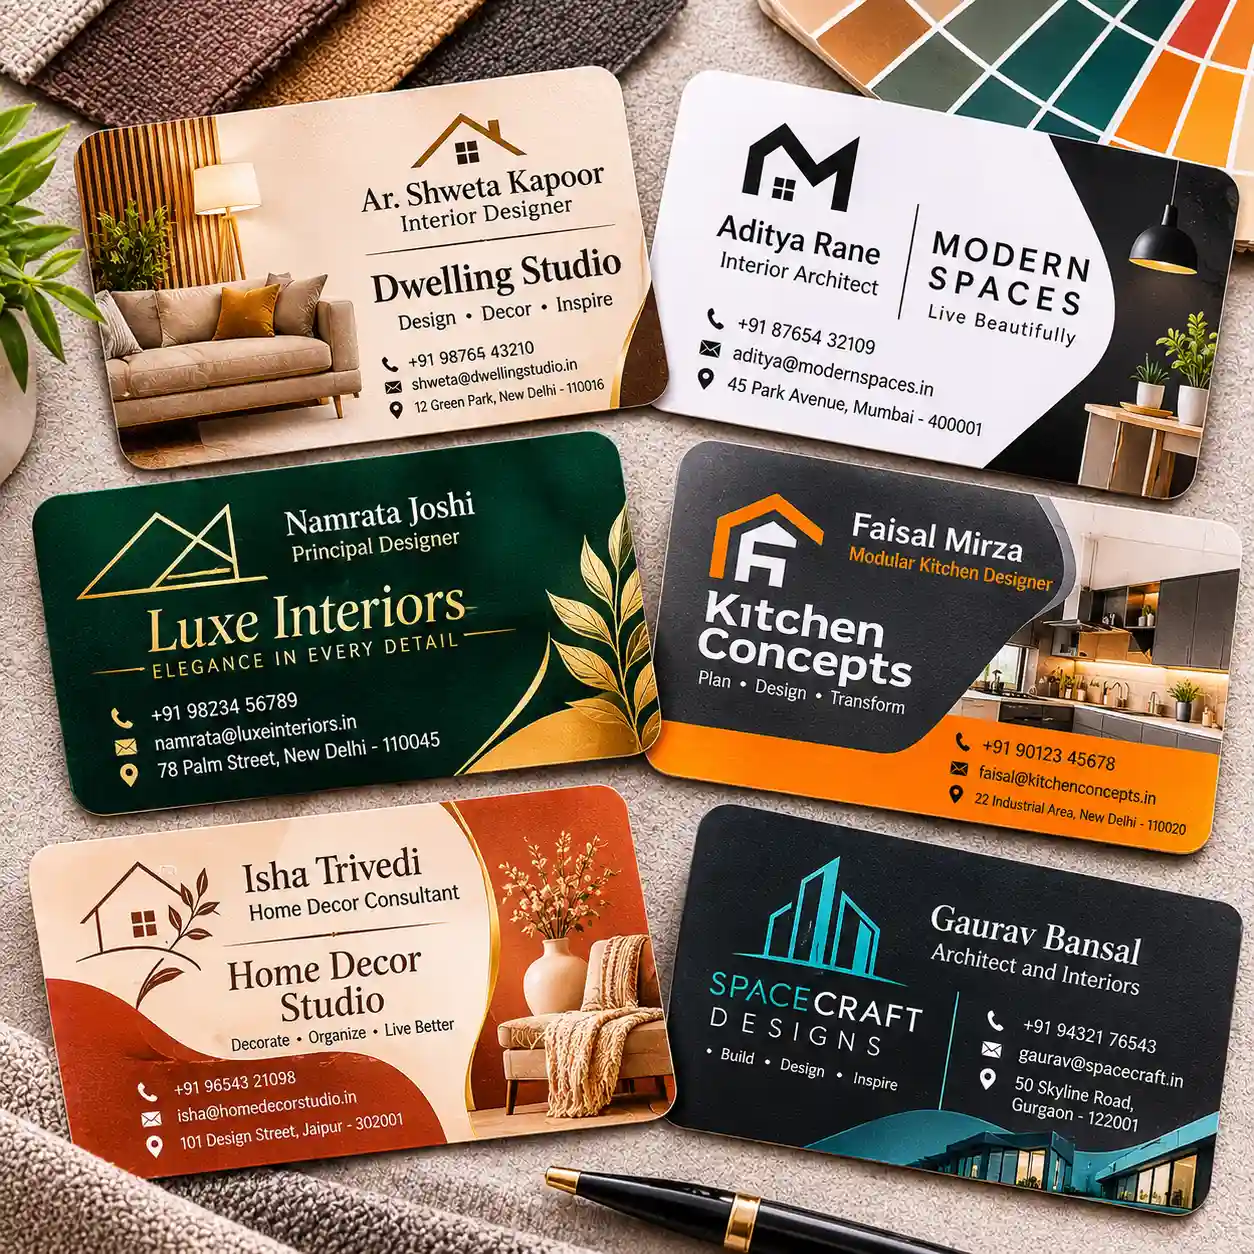 Ar. Shweta Kapoor
Interior Designer
Dwelling Studio
Design • Decor • Inspire
+91 98765 43210
shweta@dwellingstudio.in
12 Green Park, New Delhi - 110016
Aditya Rane
Interior Architect
MODERN
SPACES
Live Beautifully
+91 87654 32109
aditya@modernspaces.in
45 Park Avenue, Mumbai - 400001
Namrata Joshi
Principal Designer
Luxe Interiors
ELEGANCE IN EVERY DETAIL
+91 98234 56789
namrata@luxeinteriors.in
78 Palm Street, New Delhi - 110045
Faisal Mirza
Modular Kitchen Designer
Kitchen
Concepts
Plan • Design • Transform
+91 90123 45678
faisal@kitchenconcepts.in
22 Industrial Area, New Delhi - 110020
Isha Trivedi
Home Decor Consultant
Home Decor
Studio
Decorate • Organize • Live Better
+91 96543 21098
isha@homedecorstudio.in
101 Design Street, Jaipur - 302001
SPACECRAFT
DESIGNS
• Build • Design • Inspire
Gaurav Bansal
Architect and Interiors
+91 94321 76543
gaurav@spacecraft.in
50 Skyline Road,
Gurgaon - 122001